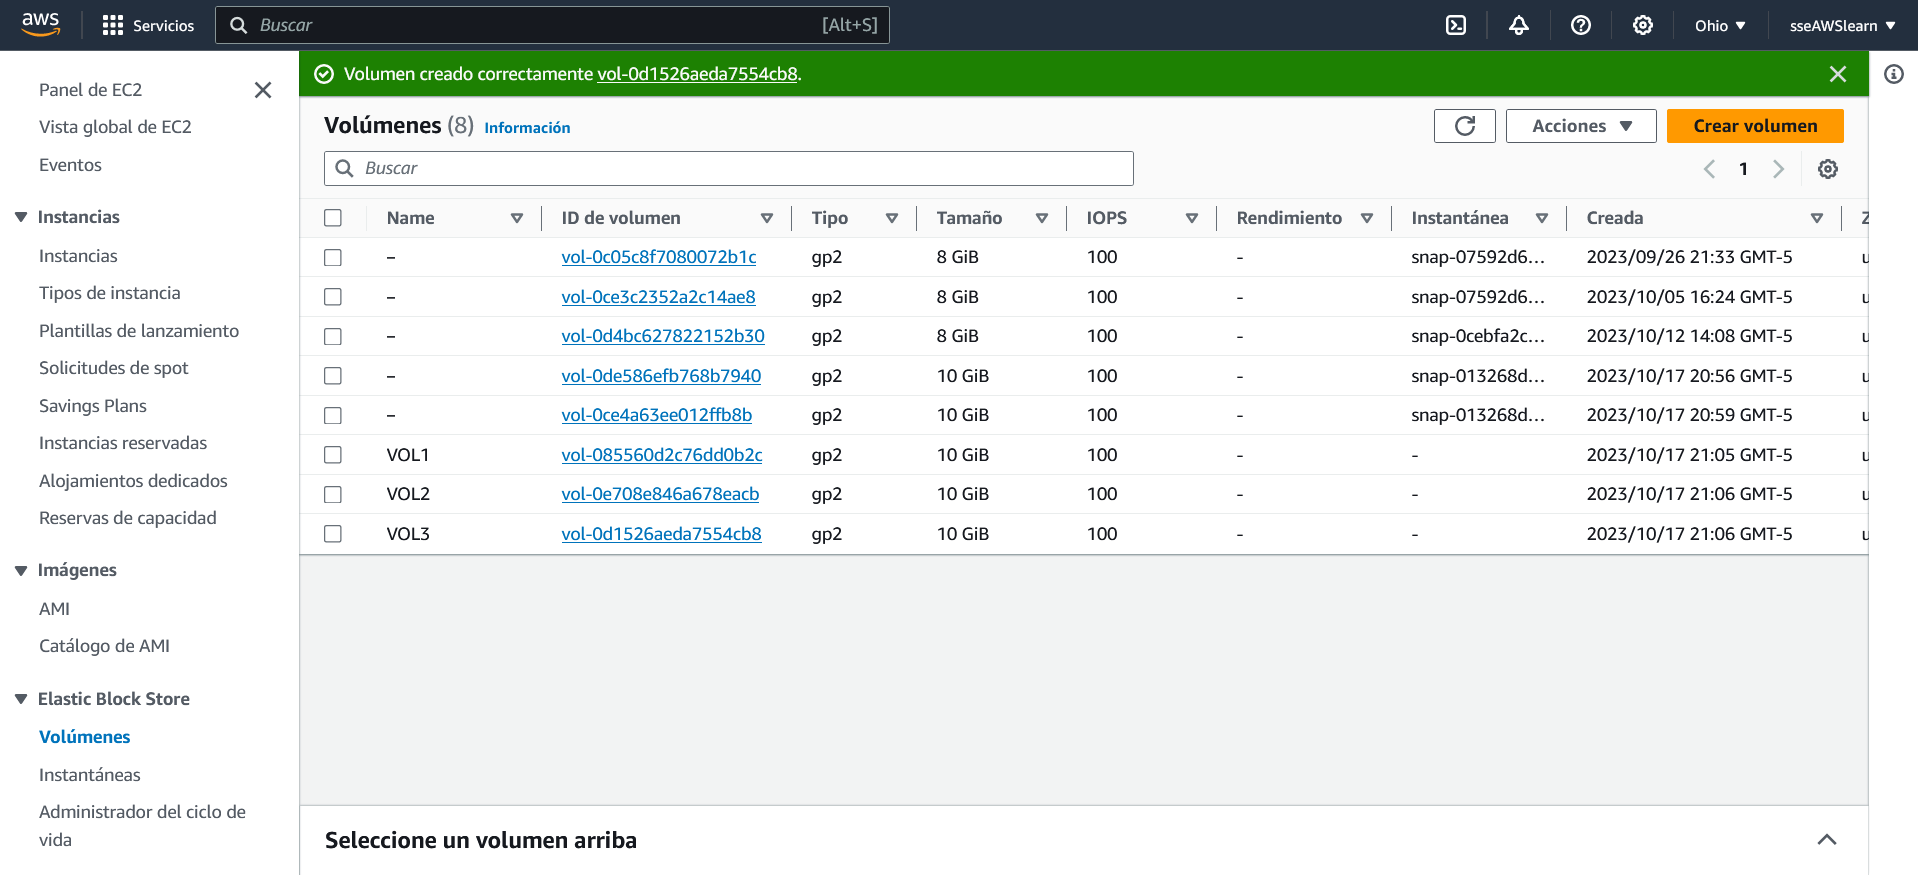 aws
Servicios
Buscar [Alt+S]
Ohio
sseAWSlearn
Panel de EC2
Vista global de EC2
Eventos
Instancias
Instancias
Tipos de instancia
Plantillas de lanzamiento
Solicitudes de spot
Savings Plans
Instancias reservadas
Alojamientos dedicados
Reservas de capacidad
Imágenes
AMI
Catálogo de AMI
Elastic Block Store
Volúmenes
Instantáneas
Administrador del ciclo de
vida
Volumen creado correctamente vol-0d1526aeda7554cb8.
Volúmenes (8) Información
Acciones
Crear volumen
Buscar
1
Name ID de volumen Tipo Tamaño IOPS Rendimiento Instantánea Creada Z
– vol-0c05c8f7080072b1c gp2 8 GiB 100 - snap-07592d6... 2023/09/26 21:33 GMT-5 u
– vol-0ce3c2352a2c14ae8 gp2 8 GiB 100 - snap-07592d6... 2023/10/05 16:24 GMT-5 u
– vol-0d4bc627822152b30 gp2 8 GiB 100 - snap-0cebfa2c... 2023/10/12 14:08 GMT-5 u
– vol-0de586efb768b7940 gp2 10 GiB 100 - snap-013268d... 2023/10/17 20:56 GMT-5 u
– vol-0ce4a63ee012ffb8b gp2 10 GiB 100 - snap-013268d... 2023/10/17 20:59 GMT-5 u
VOL1 vol-085560d2c76dd0b2c gp2 10 GiB 100 - - 2023/10/17 21:05 GMT-5 u
VOL2 vol-0e708e846a678eacb gp2 10 GiB 100 - - 2023/10/17 21:06 GMT-5 u
VOL3 vol-0d1526aeda7554cb8 gp2 10 GiB 100 - - 2023/10/17 21:06 GMT-5 u
Seleccione un volumen arriba